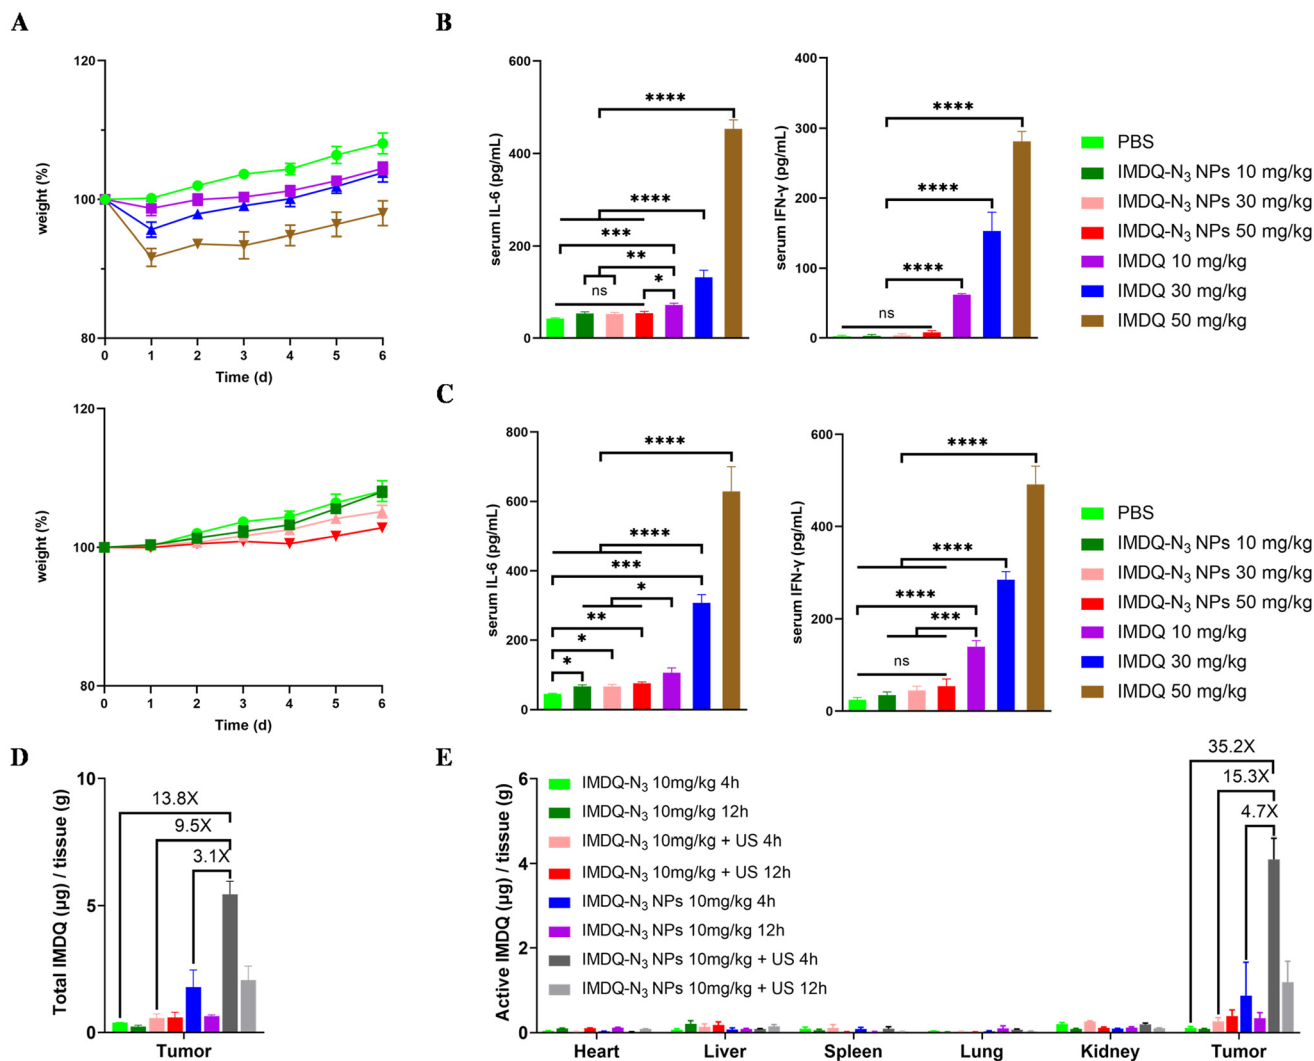 A
120
100
80
weight (%)
0 1 2 3 4 5 6
Time (d)
120
100
80
weight (%)
0 1 2 3 4 5 6
Time (d)
B
600
400
200
0
serum IL-6 (pg/mL)
****
****
***
**
*
ns
400
300
200
100
0
serum IFN-γ (pg/mL)
****
****
****
ns
PBS
IMDQ-N₃ NPs 10 mg/kg
IMDQ-N₃ NPs 30 mg/kg
IMDQ-N₃ NPs 50 mg/kg
IMDQ 10 mg/kg
IMDQ 30 mg/kg
IMDQ 50 mg/kg
C
800
600
400
200
0
serum IL-6 (pg/mL)
****
****
***
*
**
*
*
600
400
200
0
serum IFN-γ (pg/mL)
****
****
****
***
ns
PBS
IMDQ-N₃ NPs 10 mg/kg
IMDQ-N₃ NPs 30 mg/kg
IMDQ-N₃ NPs 50 mg/kg
IMDQ 10 mg/kg
IMDQ 30 mg/kg
IMDQ 50 mg/kg
D
10
5
0
Total IMDQ (µg) / tissue (g)
13.8X
9.5X
3.1X
Tumor
E
6
4
2
0
Active IMDQ (µg) / tissue (g)
IMDQ-N₃ 10mg/kg 4h
IMDQ-N₃ 10mg/kg 12h
IMDQ-N₃ 10mg/kg + US 4h
IMDQ-N₃ 10mg/kg + US 12h
IMDQ-N₃ NPs 10mg/kg 4h
IMDQ-N₃ NPs 10mg/kg 12h
IMDQ-N₃ NPs 10mg/kg + US 4h
IMDQ-N₃ NPs 10mg/kg + US 12h
35.2X
15.3X
4.7X
Heart Liver Spleen Lung Kidney Tumor